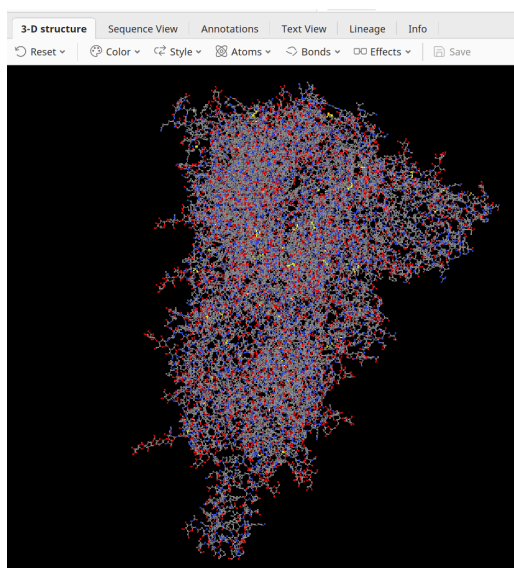 3-D structure Sequence View Annotations Text View Lineage Info
Reset Color Style Atoms Bonds Effects Save